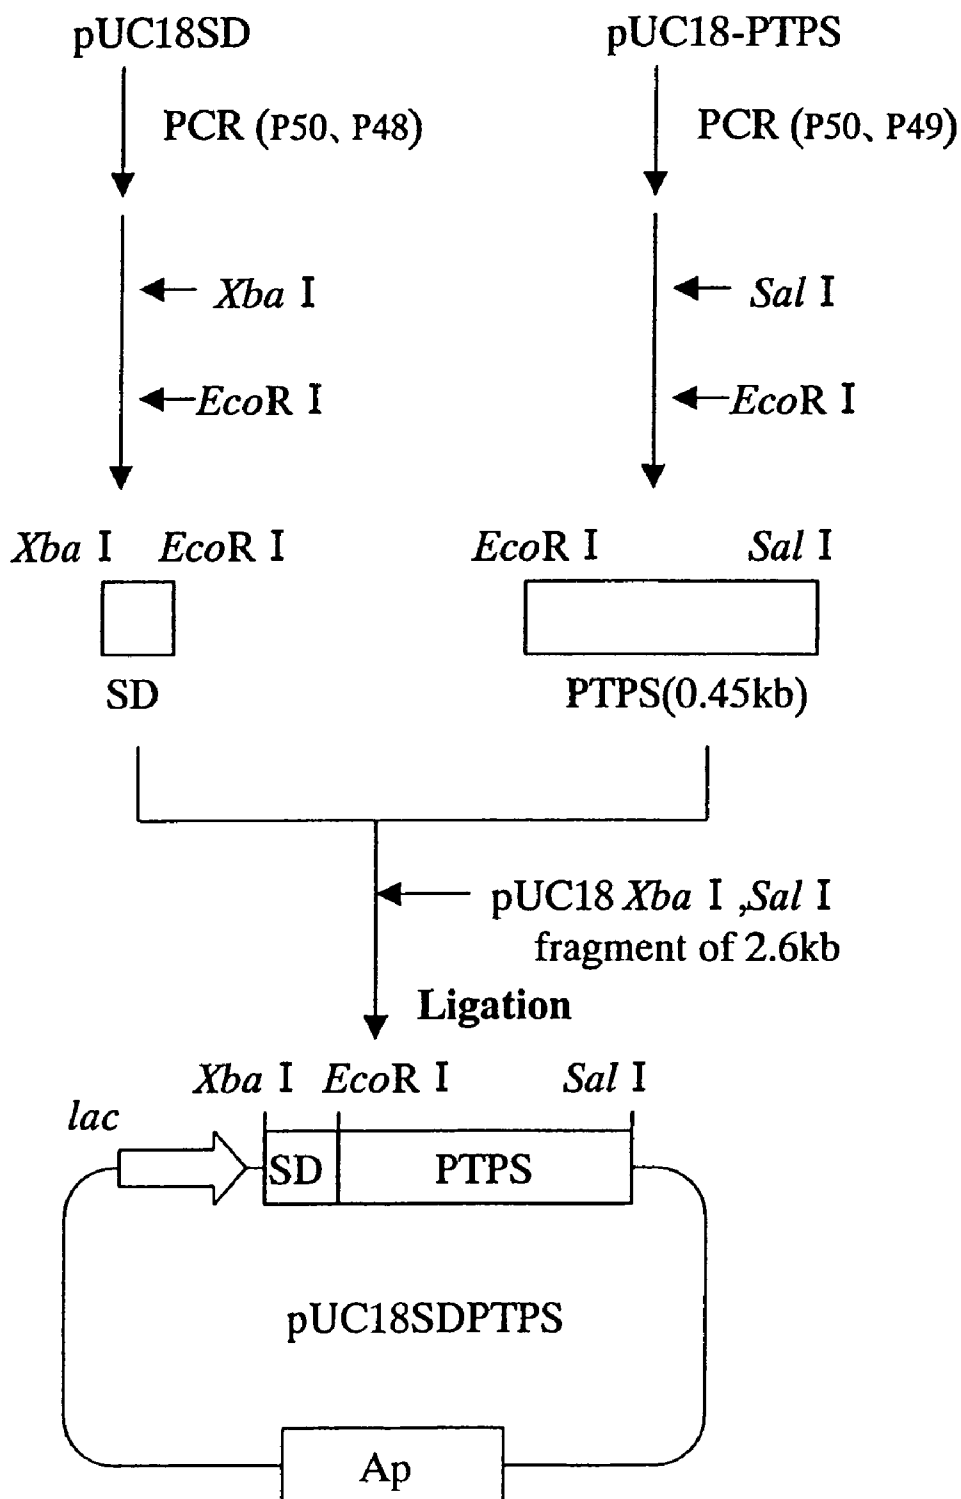 pUC18SD
pUC18-PTPS
PCR (P50、P48)
PCR (P50、P49)
Xba I
Sal I
EcoR I
EcoR I
Xba I EcoR I
EcoR I Sal I
SD
PTPS(0.45kb)
pUC18 Xba I ,Sal I
fragment of 2.6kb
Ligation
Xba I EcoR I Sal I
lac
SD PTPS
pUC18SDPTPS
Ap